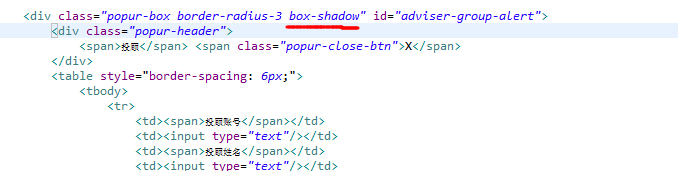 <div class="popur-box border-radius-3 box-shadow" id="adviser-group-alert">
<div class="popur-header">
<span>投顾</span> <span class="popur-close-btn">X</span>
</div>
<table style="border-spacing: 6px;">
<tbody>
<tr>
<td><span>投顾账号</span></td>
<td><input type="text"/></td>
<td><span>投顾姓名</span></td>
<td><input type="text"/></td>